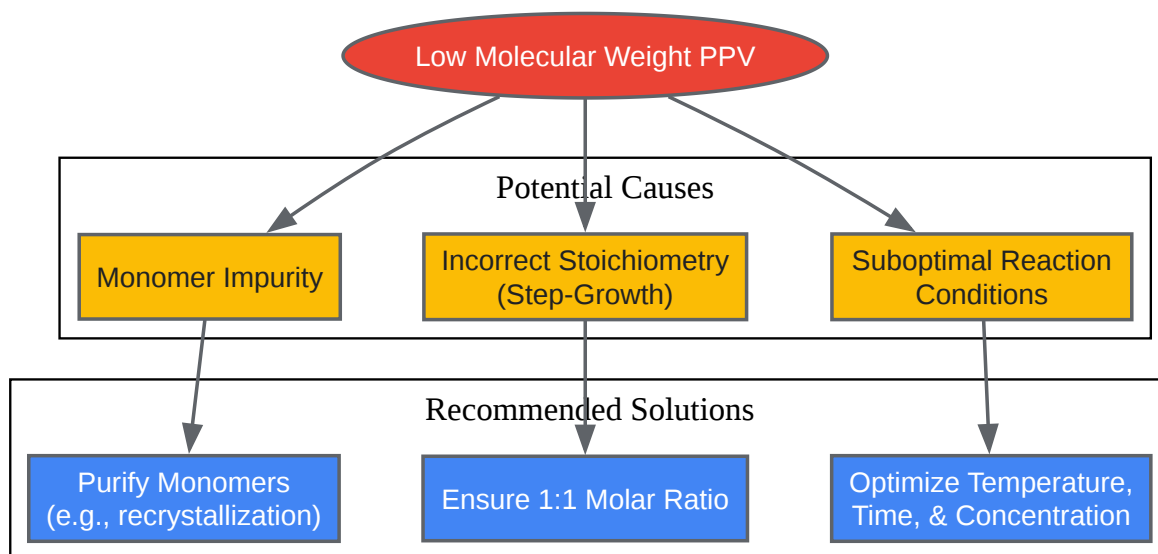 Low Molecular Weight PPV
Potential Causes
Monomer Impurity
Incorrect Stoichiometry
(Step-Growth)
Suboptimal Reaction
Conditions
Recommended Solutions
Purify Monomers
(e.g., recrystallization)
Ensure 1:1 Molar Ratio
Optimize Temperature,
Time, & Concentration